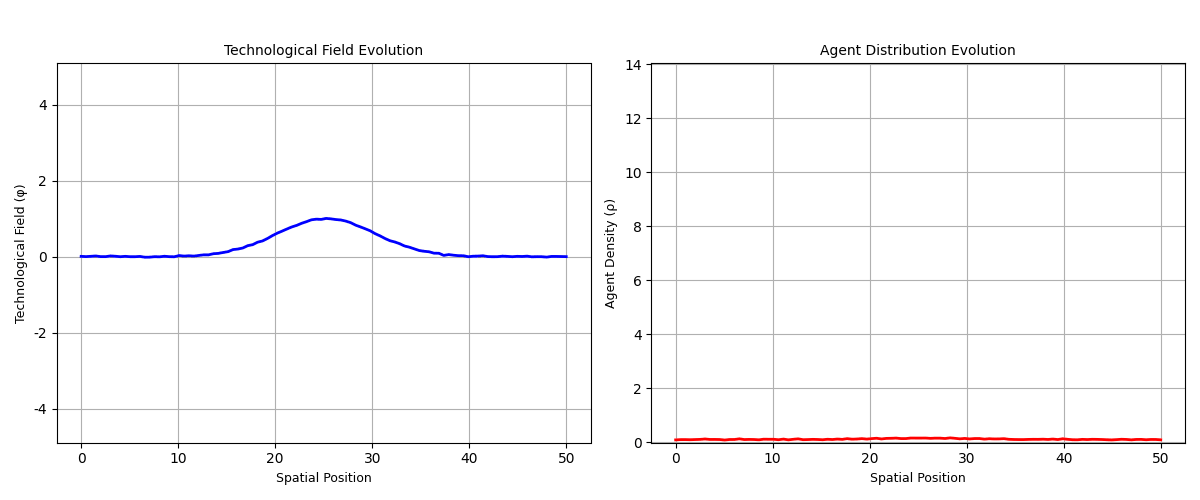 Technological Field Evolution
Technological Field (φ)
4
2
0
-2
-4
0 10 20 30 40 50
Spatial Position
Agent Distribution Evolution
Agent Density (ρ)
14
12
10
8
6
4
2
0
0 10 20 30 40 50
Spatial Position